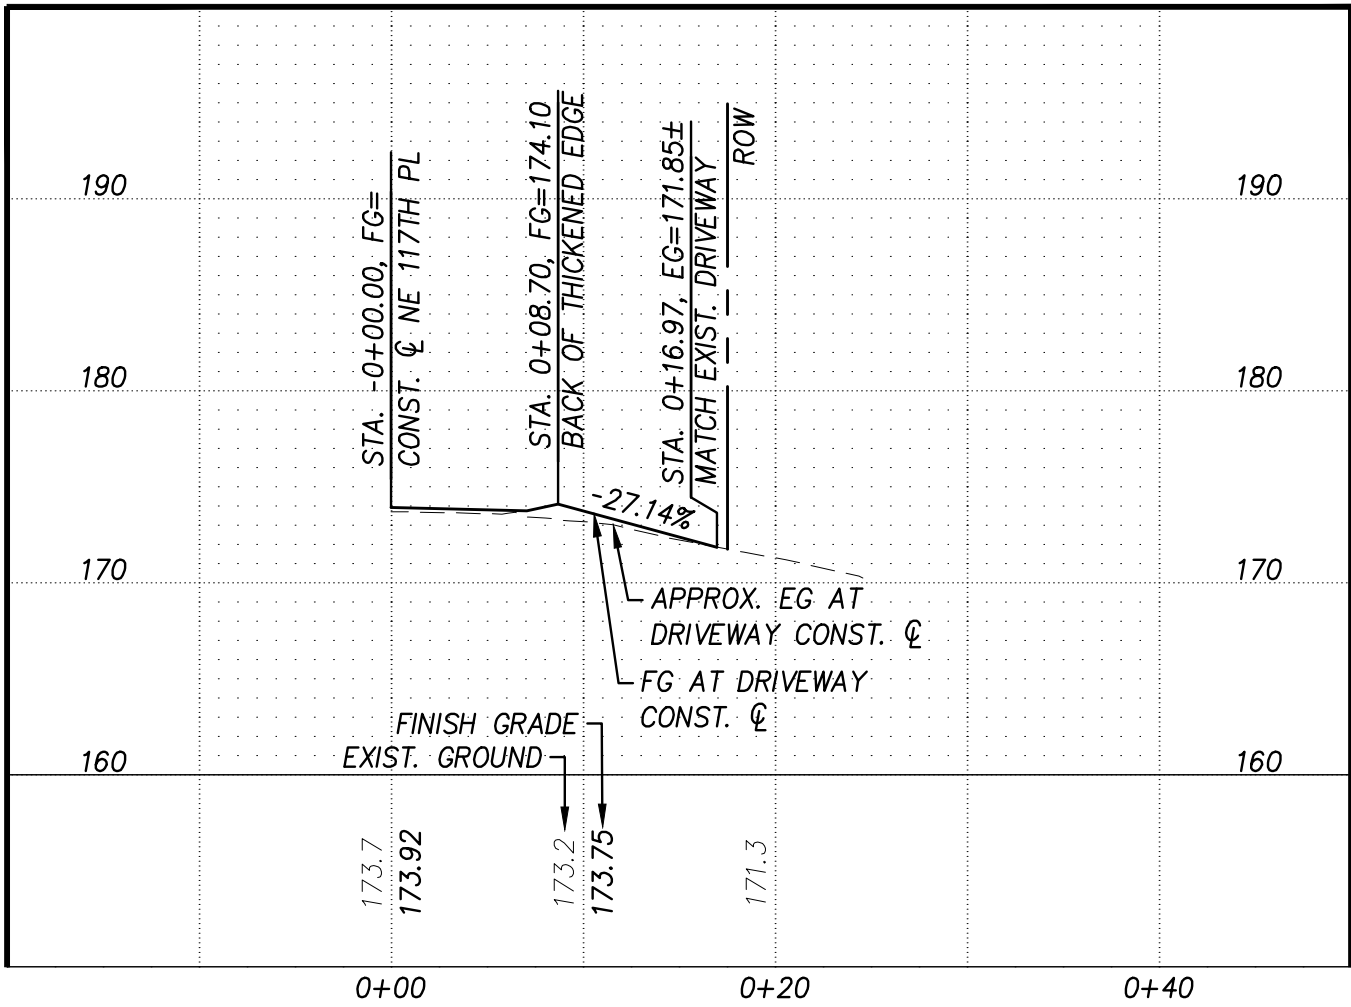 STA. -0+00.00, FG=
CONST. ℄ NE 117TH PL
STA. 0+08.70, FG=174.10
BACK OF THICKENED EDGE
STA. 0+16.97, EG=171.85±
MATCH EXIST. DRIVEWAY
ROW
190
190
180
180
-27.14%
170
170
APPROX. EG AT
DRIVEWAY CONST. ℄
FG AT DRIVEWAY
CONST. ℄
FINISH GRADE
EXIST. GROUND
160
160
173.7
173.92
173.2
173.75
171.3
0+00
0+20
0+40